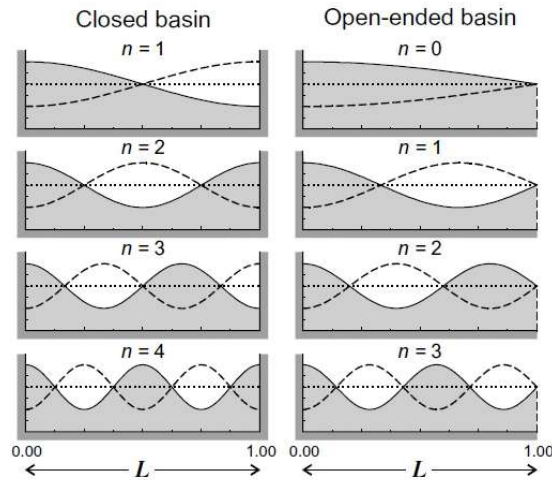 Closed basin
Open-ended basin
n = 1
n = 0
n = 2
n = 1
n = 3
n = 2
n = 4
n = 3
0.00 1.00
0.00 1.00
L
L